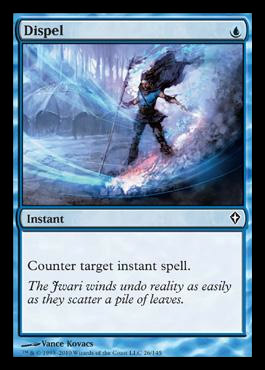 Dispel
Instant
Counter target instant spell.
The Jwari winds undo reality as easily
as they scatter a pile of leaves.
Vance Kovacs
™ & © 1993–2010 Wizards of the Coast LLC 26/145